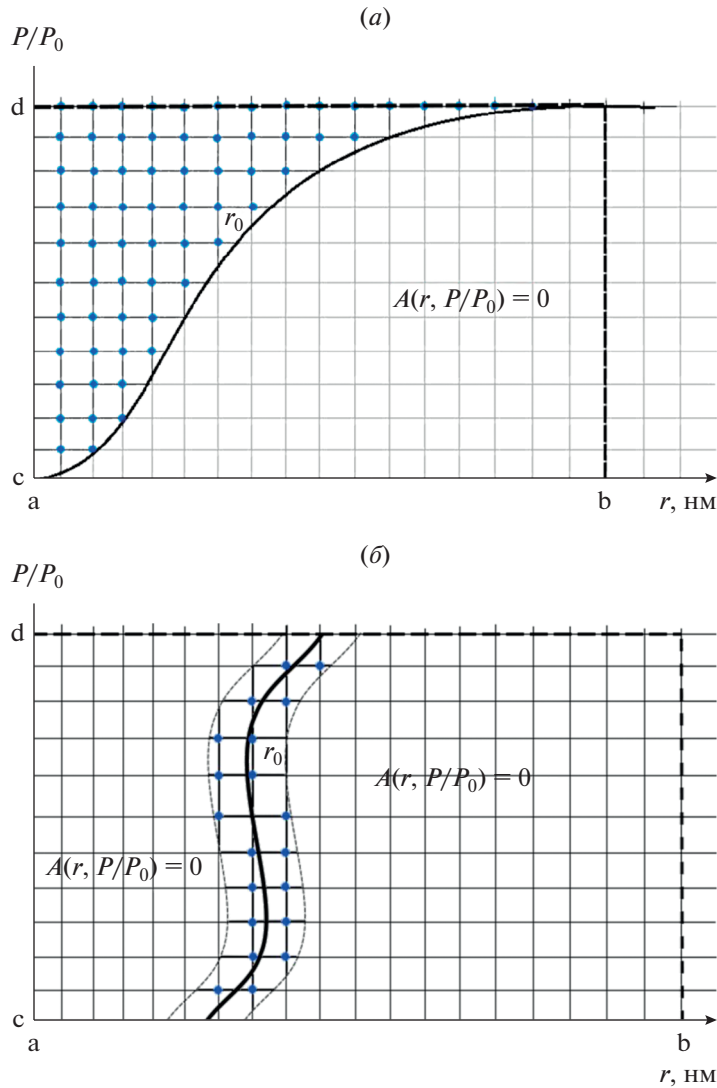 (а)
P/P0
d
r0
A(r, P/P0) = 0
c
a
b
r, нм
(б)
P/P0
d
r0
A(r, P/P0) = 0
A(r, P/P0) = 0
c
a
b
r, нм